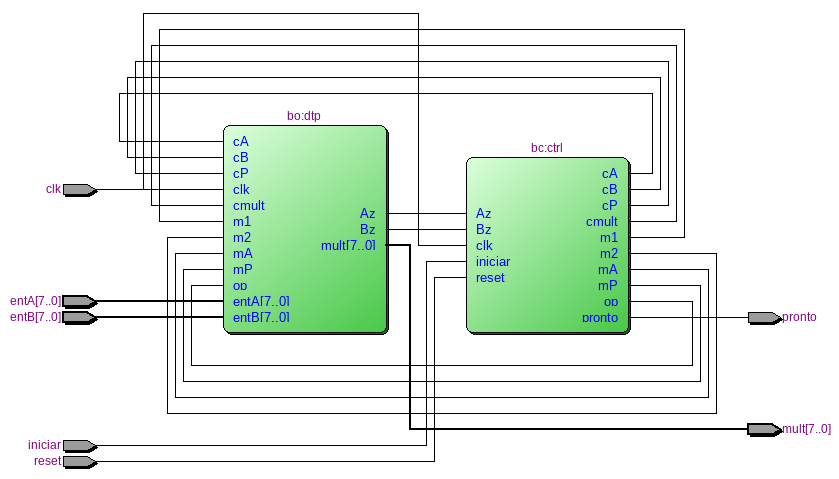 bo:dtp
bc:ctrl
clk
entA[7..0]
entB[7..0]
iniciar
reset
cA
cB
cP
clk
cmult
m1
m2
mA
mP
op
entA[7..0]
entB[7..0]
Az
Bz
mult[7..0]
Az
Bz
clk
iniciar
reset
cA
cB
cP
cmult
m1
m2
mA
mP
op
pronto
pronto
mult[7..0]